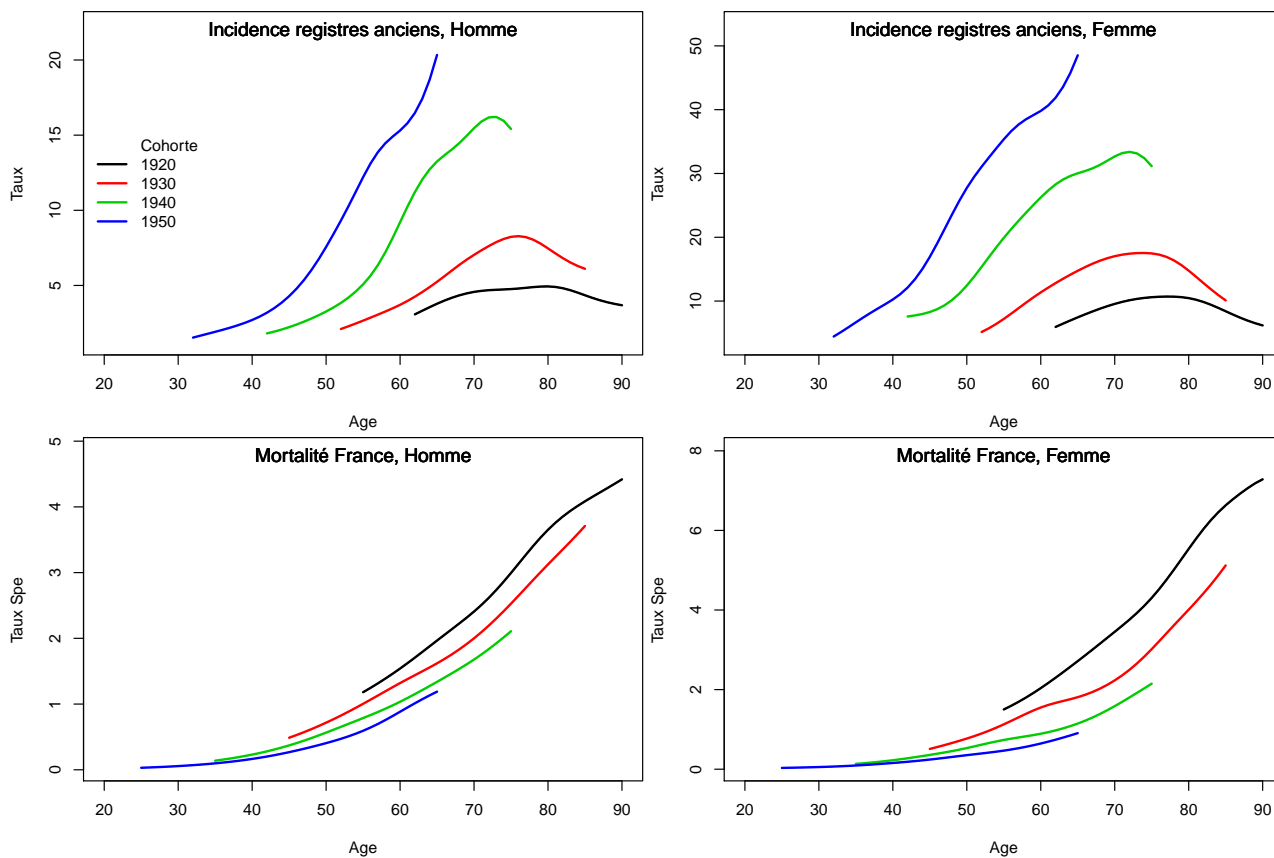 Incidence registres anciens, Homme
Taux
5
10
15
20
Cohorte
1920
1930
1940
1950
20 30 40 50 60 70 80 90
Age
Incidence registres anciens, Femme
Taux
10
20
30
40
50
20 30 40 50 60 70 80 90
Age
Mortalité France, Homme
Taux Spe
0
1
2
3
4
5
20 30 40 50 60 70 80 90
Age
Mortalité France, Femme
Taux Spe
0
2
4
6
8
20 30 40 50 60 70 80 90
Age